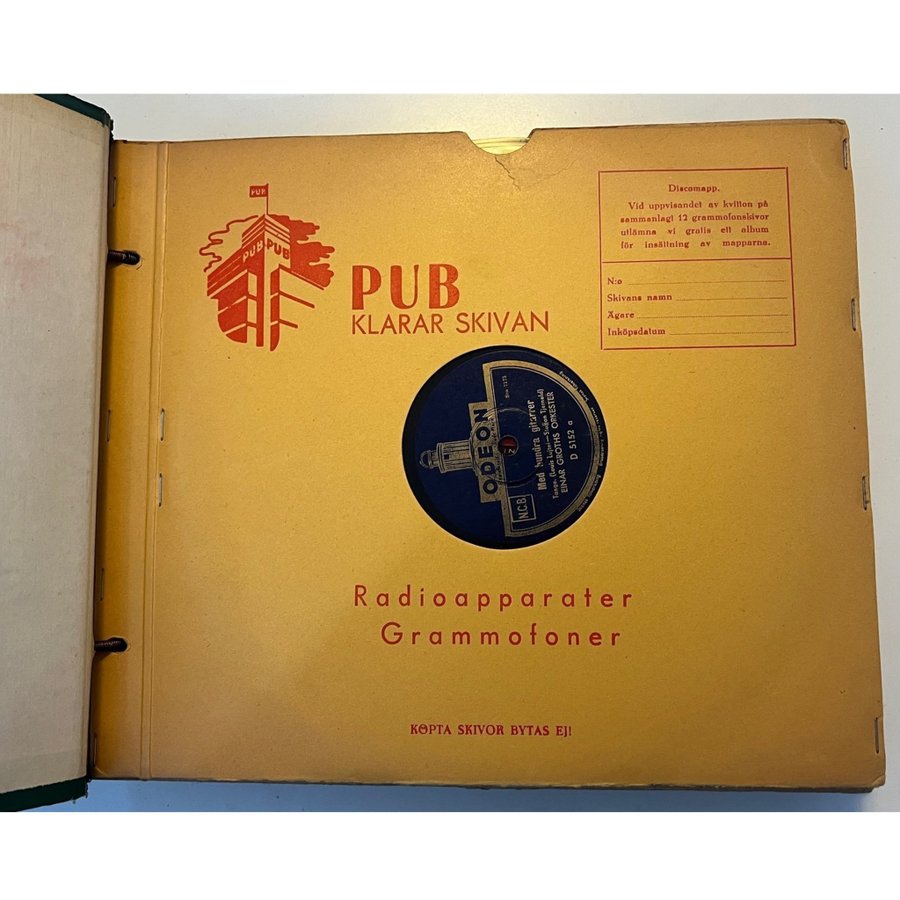 PUB
PUB PUB
PUB
KLARAR SKIVAN
Discomapp.
Vid uppvisandet av kvitton på
sammanlagt 12 grammofonskivor
utlämna vi gratis ett album
för insättning av mapparna.
N:o
Skivans namn
Ägare
Inköpsdatum
ODEON
N.C.B.
Med hundra gitarrer
Tango.
EINAR GROTHS ORKESTER
D 5152 a
Radioapparater
Grammofoner
KÖPTA SKIVOR BYTAS EJ!